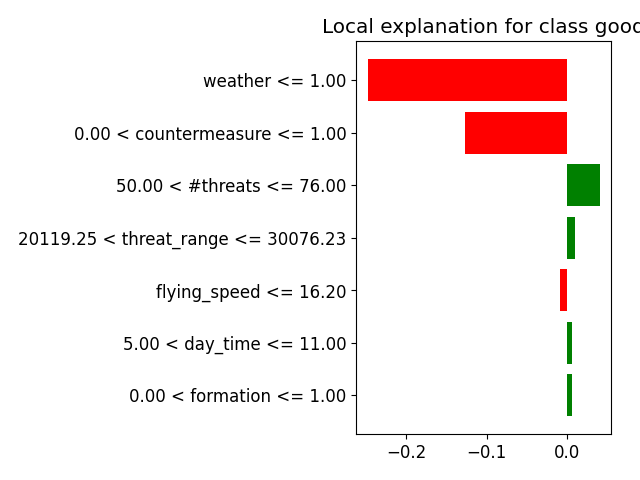 Local explanation for class good
weather <= 1.00
0.00 < countermeasure <= 1.00
50.00 < #threats <= 76.00
20119.25 < threat_range <= 30076.23
flying_speed <= 16.20
5.00 < day_time <= 11.00
0.00 < formation <= 1.00
−0.2 −0.1 0.0